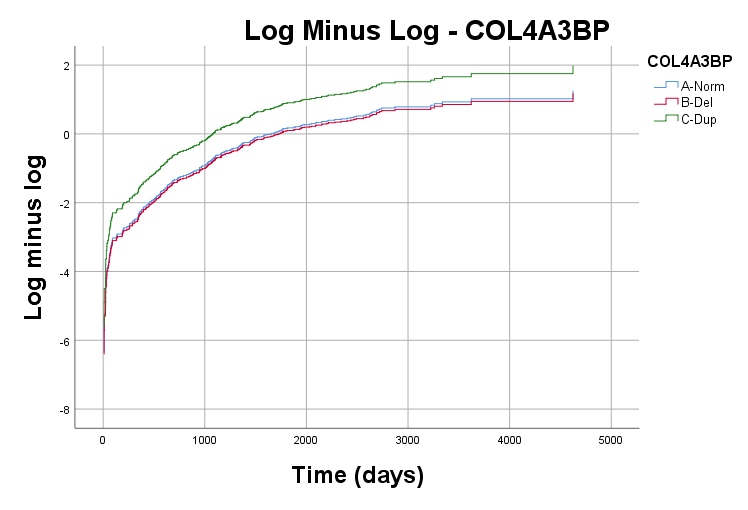 Log Minus Log - COL4A3BP
COL4A3BP
A-Norm
B-Del
C-Dup
Log minus log
2
0
-2
-4
-6
-8
0 1000 2000 3000 4000 5000
Time (days)